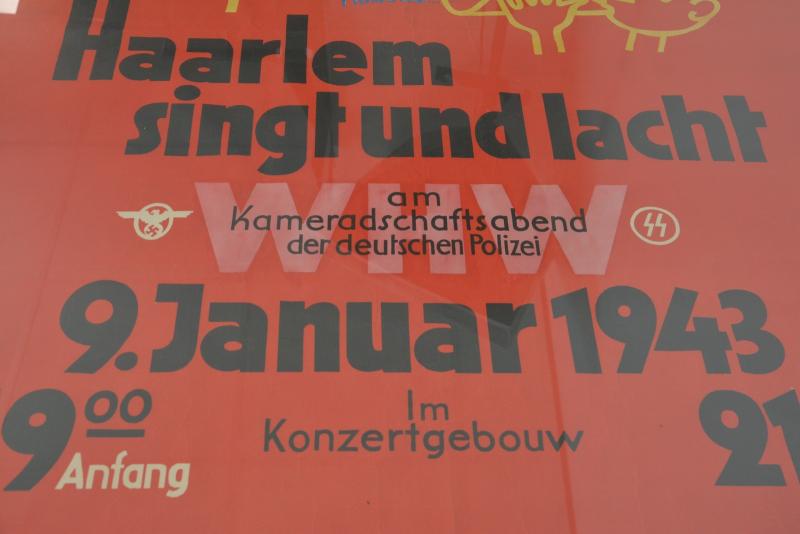 Haarlem
singt und lacht
WHW
am
Kameradschaftsabend
der deutschen Polizei
9. Januar 1943
9 00
Im
21
Konzertgebouw
Anfang